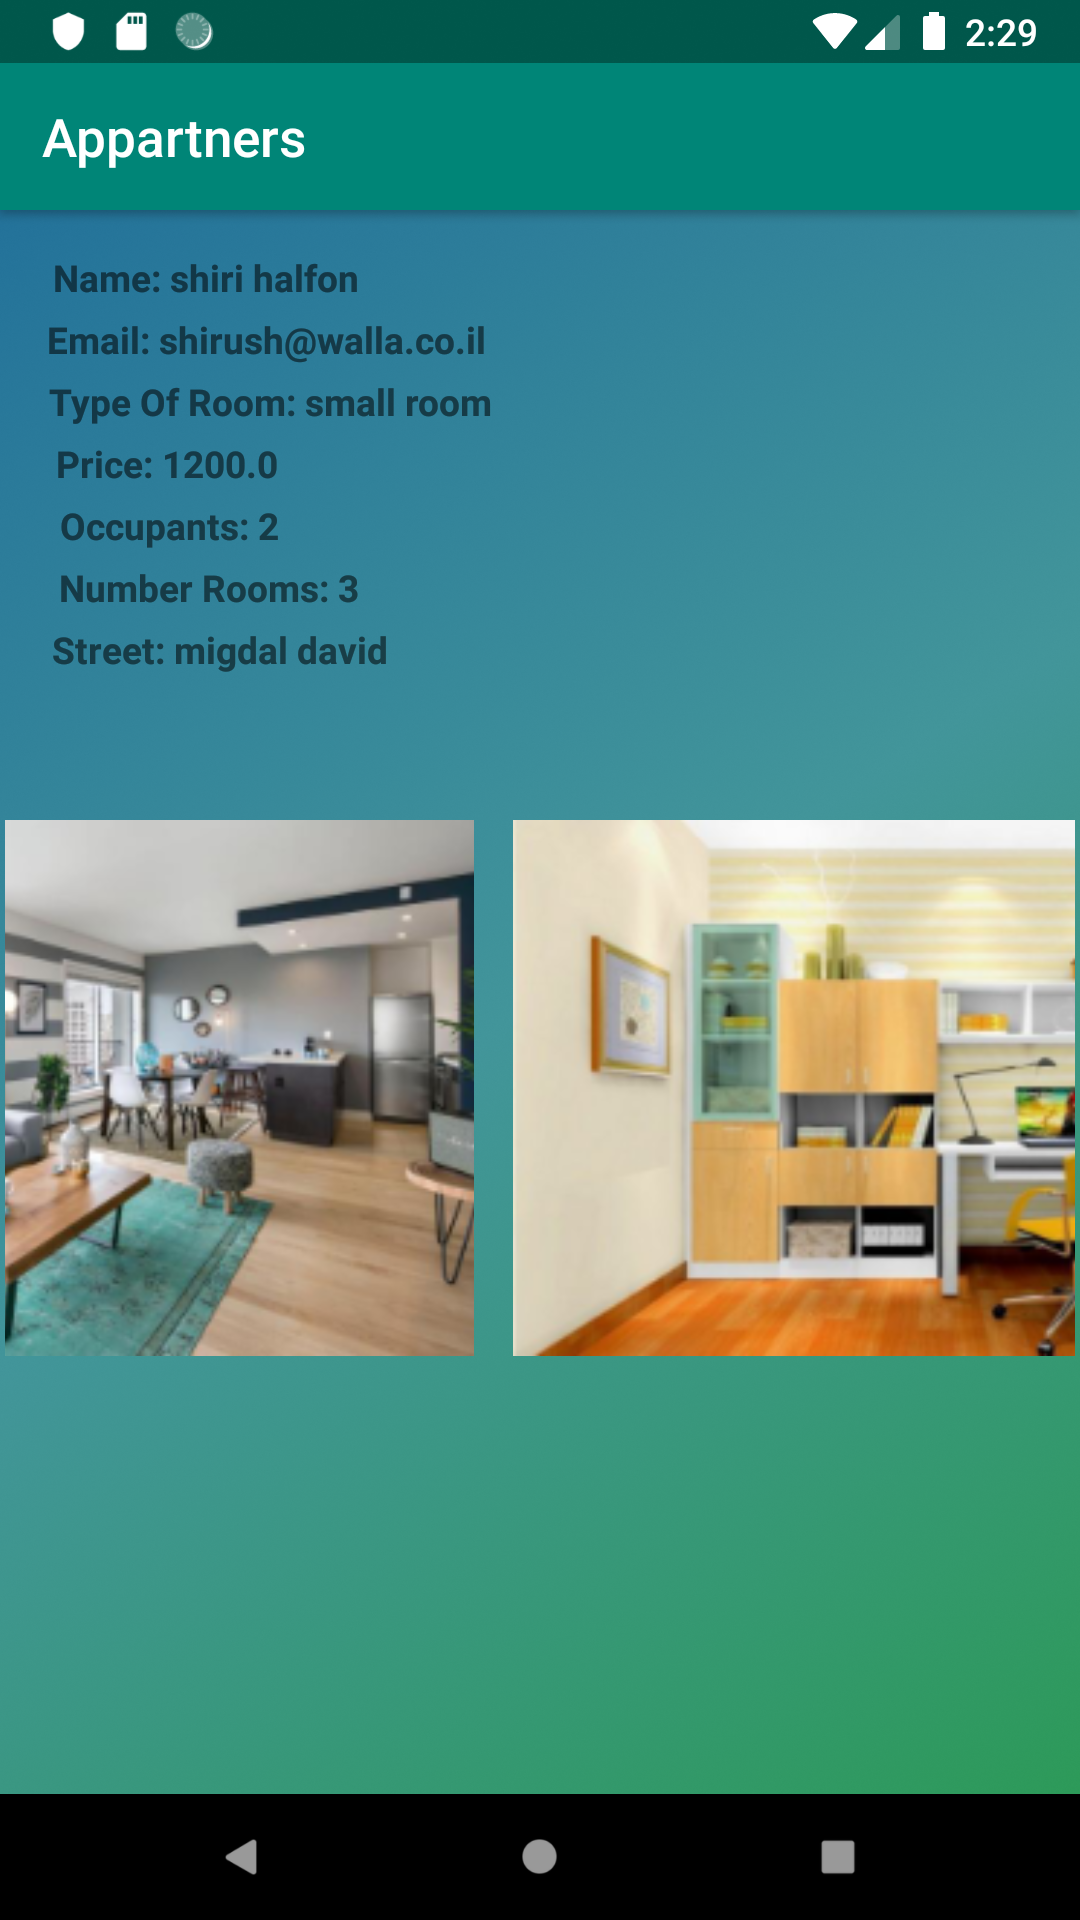 2:29
Appartners
Name: shiri halfon
Email: shirush@walla.co.il
Type Of Room: small room
Price: 1200.0
Occupants: 2
Number Rooms: 3
Street: migdal david